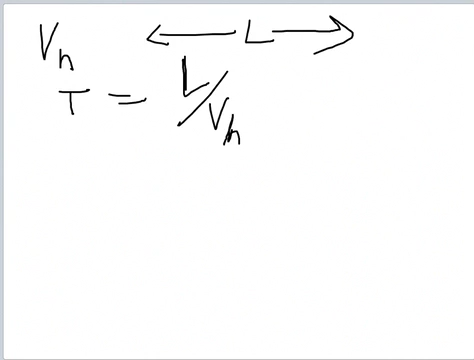 Vn ← L →
T = L/Vn